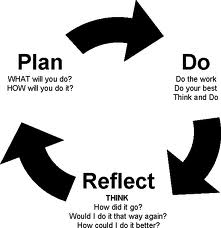 Plan
WHAT will you do?
HOW will you do it?
Do
Do the work
Do your best
Think and Do
Reflect
THINK
How did it go?
Would I do it that way again?
How could I do it better?